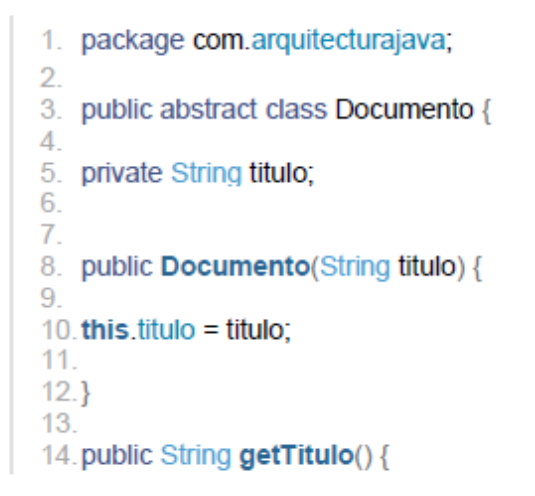 1. package com.arquitecturajava;
2.
3. public abstract class Documento {
4.
5. private String titulo;
6.
7.
8. public Documento(String titulo) {
9.
10. this.titulo = titulo;
11.
12. }
13.
14. public String getTitulo() {